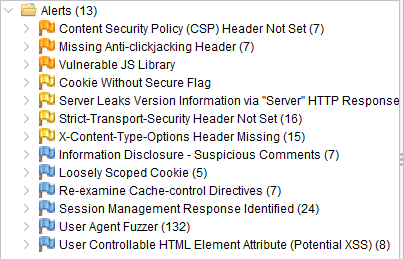 Alerts (13)
Content Security Policy (CSP) Header Not Set (7)
Missing Anti-clickjacking Header (7)
Vulnerable JS Library
Cookie Without Secure Flag
Server Leaks Version Information via "Server" HTTP Response
Strict-Transport-Security Header Not Set (16)
X-Content-Type-Options Header Missing (15)
Information Disclosure - Suspicious Comments (7)
Loosely Scoped Cookie (5)
Re-examine Cache-control Directives (7)
Session Management Response Identified (24)
User Agent Fuzzer (132)
User Controllable HTML Element Attribute (Potential XSS) (8)